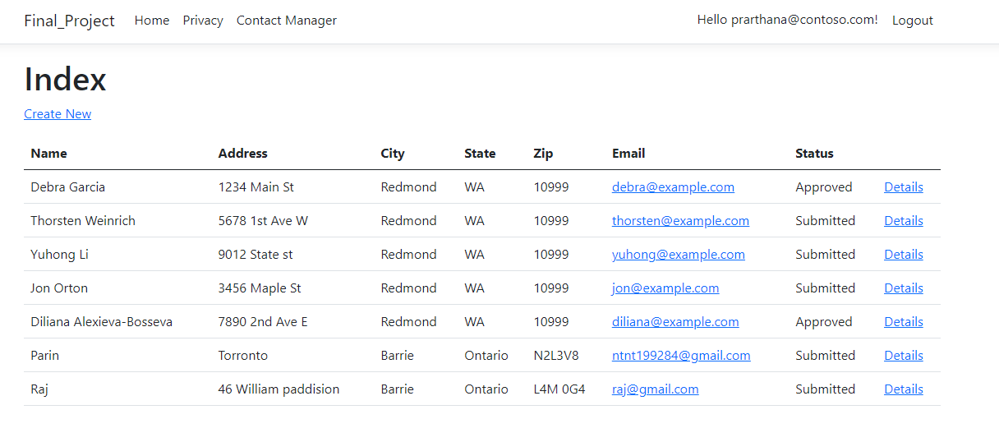 Final_Project Home Privacy Contact Manager Hello prarthana@contoso.com! Logout
Index
Create New
Name Address City State Zip Email Status
Debra Garcia 1234 Main St Redmond WA 10999 debra@example.com Approved Details
Thorsten Weinrich 5678 1st Ave W Redmond WA 10999 thorsten@example.com Submitted Details
Yuhong Li 9012 State st Redmond WA 10999 yuhong@example.com Submitted Details
Jon Orton 3456 Maple St Redmond WA 10999 jon@example.com Submitted Details
Diliana Alexieva-Bosseva 7890 2nd Ave E Redmond WA 10999 diliana@example.com Approved Details
Parin Torronto Barrie Ontario N2L3V8 ntnt199284@gmail.com Submitted Details
Raj 46 William paddision Barrie Ontario L4M 0G4 raj@gmail.com Submitted Details